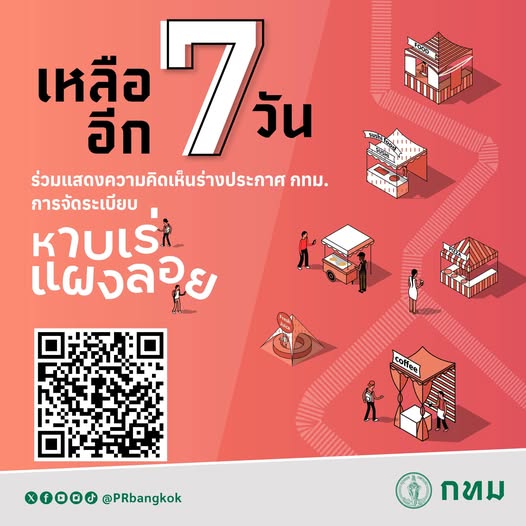 เหลือ
อีก
7
วัน
ร่วมแสดงความคิดเห็นร่างประกาศ กทม.
การจัดระเบียบ
หาบเร่
แผงลอย
FOOD
coffee
@PRbangkok
กทม